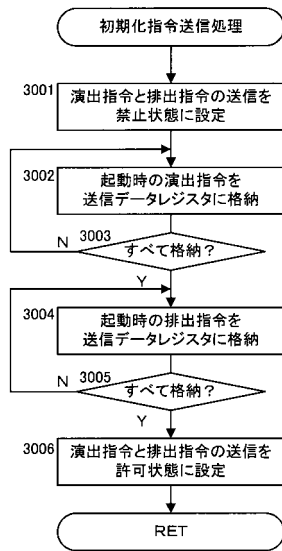 初期化指令送信処理
3001
演出指令と排出指令の送信を
禁止状態に設定
3002
起動時の演出指令を
送信データレジスタに格納
N
3003
すべて格納?
Y
3004
起動時の排出指令を
送信データレジスタに格納
N
3005
すべて格納?
Y
3006
演出指令と排出指令の送信を
許可状態に設定
RET